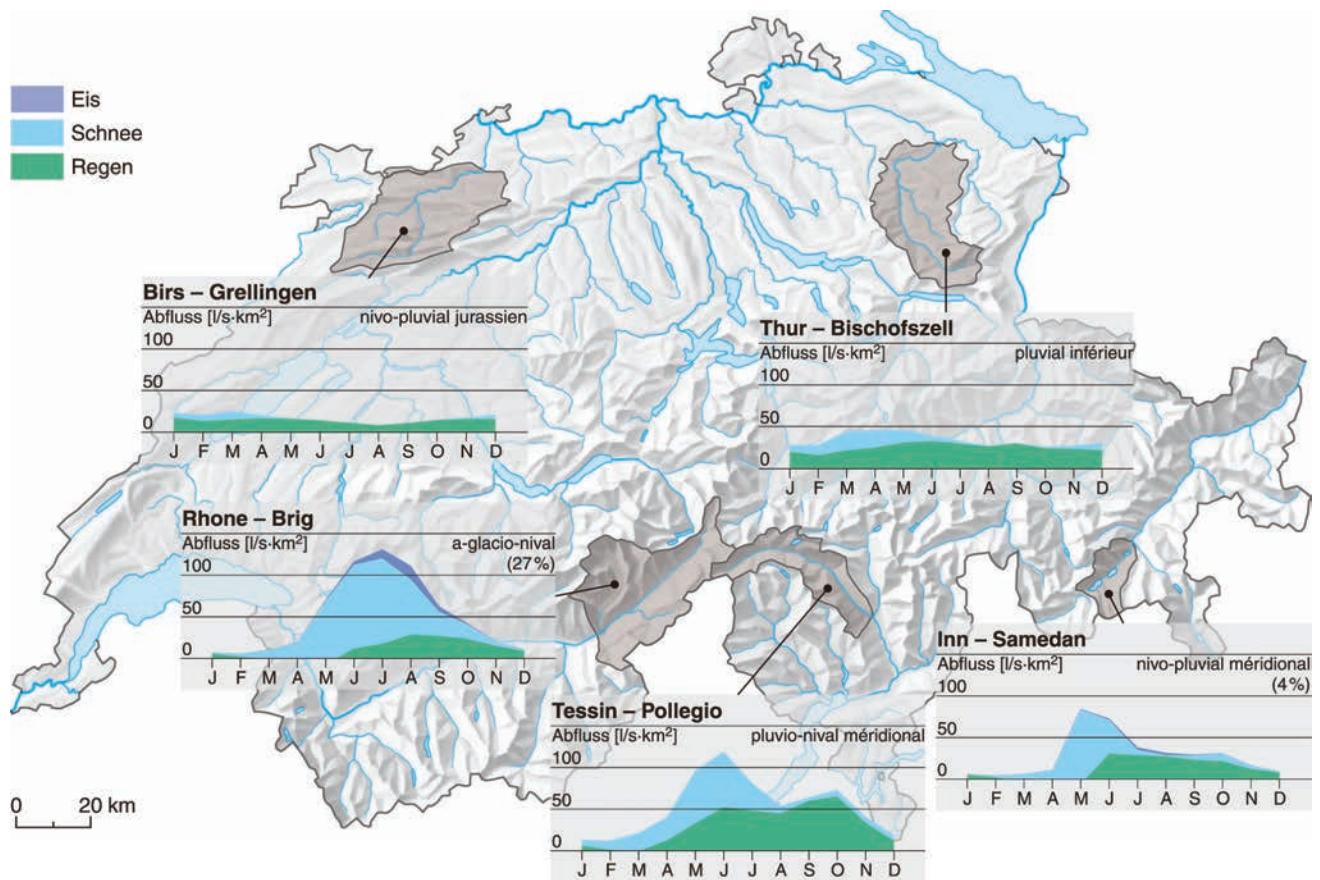 Eis
Schnee
Regen
Birs – Grellingen
Abfluss [l/s·km²] nivo-pluvial jurassien
100
50
0
J F M A M J J A S O N D
Thur – Bischofszell
Abfluss [l/s·km²] pluvial inférieur
100
50
0
J F M A M J J A S O N D
Rhone – Brig
Abfluss [l/s·km²] a-glacio-nival
(27%)
100
50
0
J F M A M J J A S O N D
Inn – Samedan
Abfluss [l/s·km²] nivo-pluvial méridional
(4%)
100
50
0
J F M A M J J A S O N D
Tessin – Pollegio
Abfluss [l/s·km²] pluvio-nival méridional
100
50
0
J F M A M J J A S O N D
0 20 km